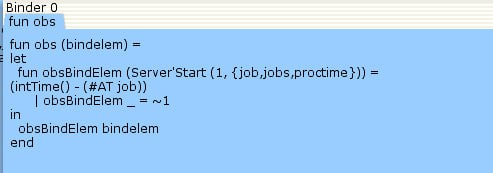 Binder 0
fun obs
fun obs (bindelem) =
let
fun obsBindElem (Server'Start (1, {job,jobs,proctime})) =
(intTime() - (#AT job))
| obsBindElem _ = ~1
in
obsBindElem bindelem
end